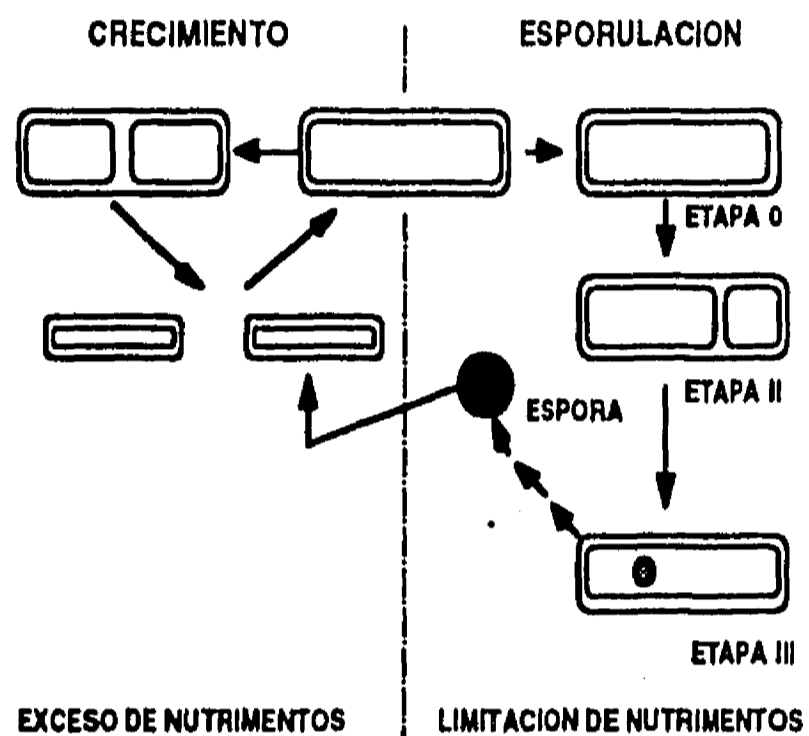 CRECIMIENTO
ESPORULACION
ETAPA 0
ETAPA II
ESPORA
ETAPA III
EXCESO DE NUTRIMENTOS
LIMITACION DE NUTRIMENTOS